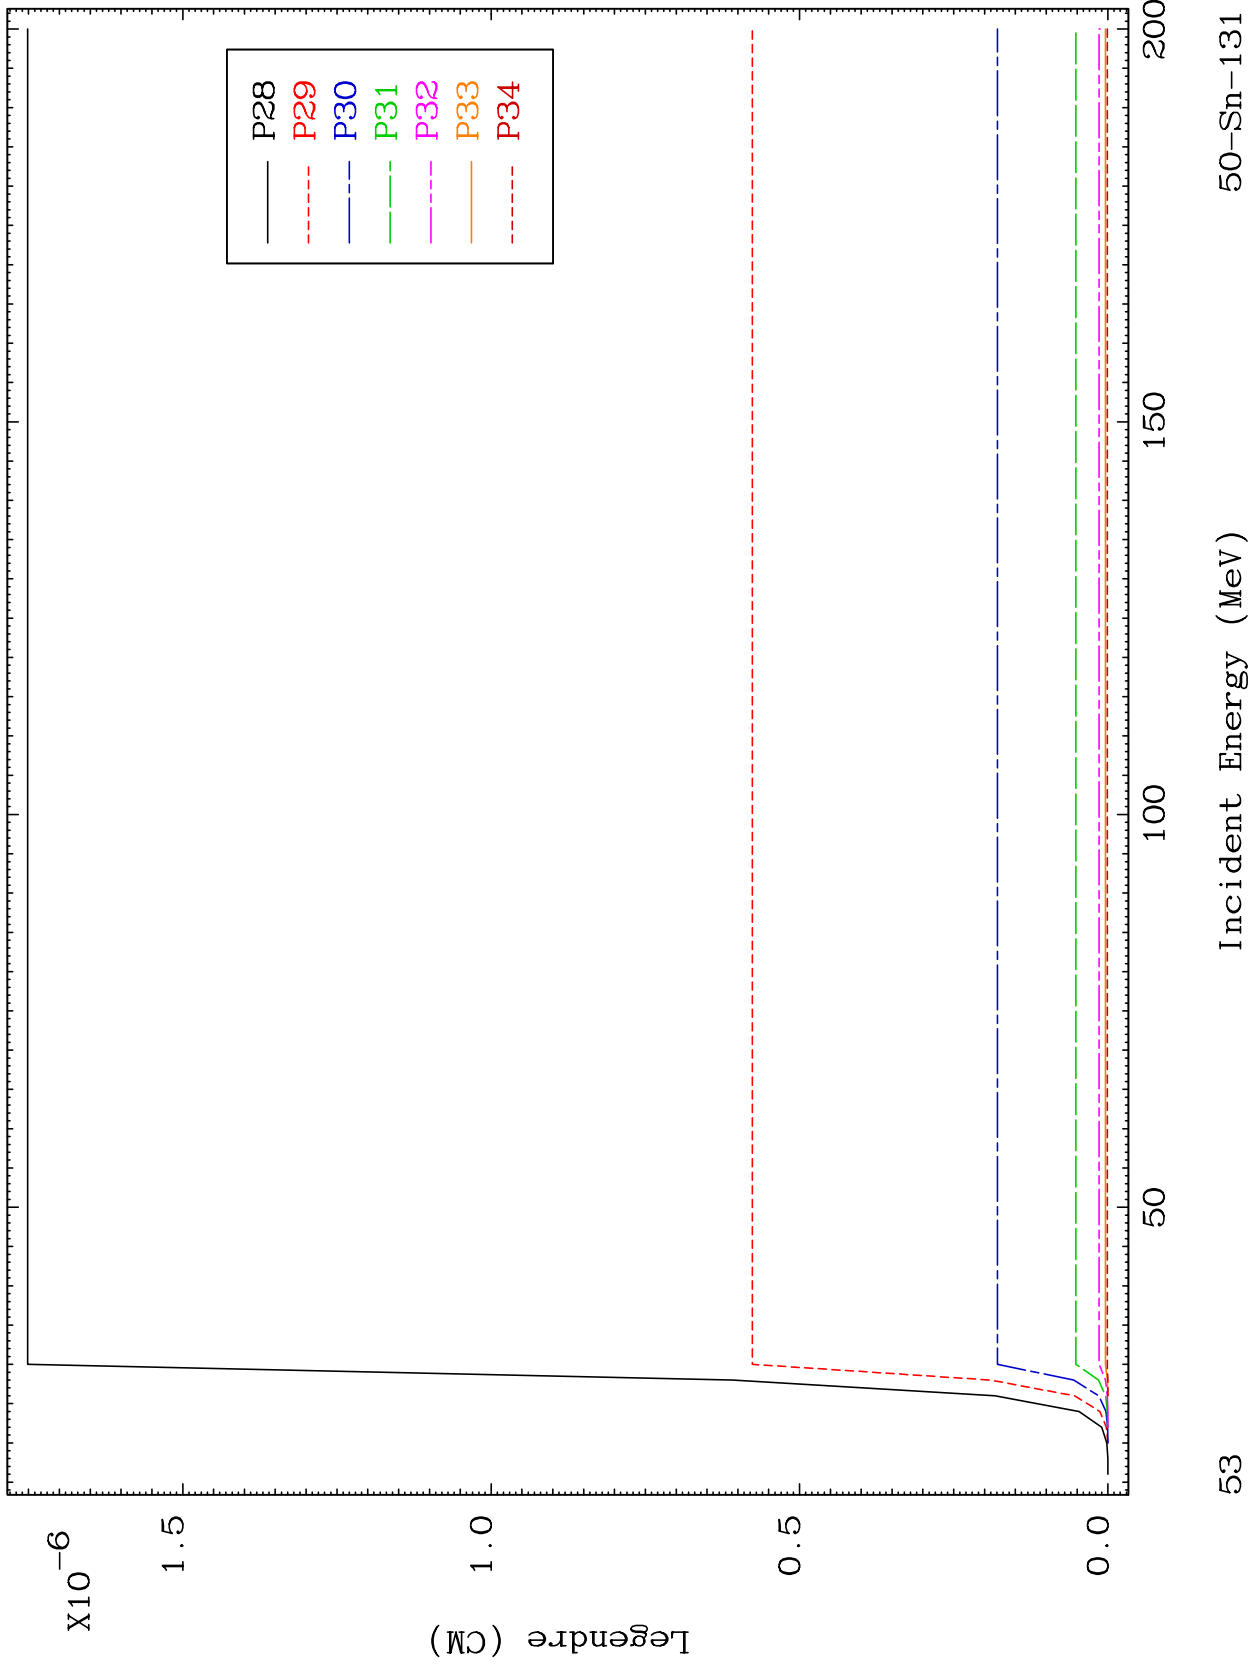 X10-6
1.5
1.0
0.5
0.0
Legendre (CM)
P28
P29
P30
P31
P32
P33
P34
50
100
150
200
Incident Energy (MeV)
53
50-Sn-131